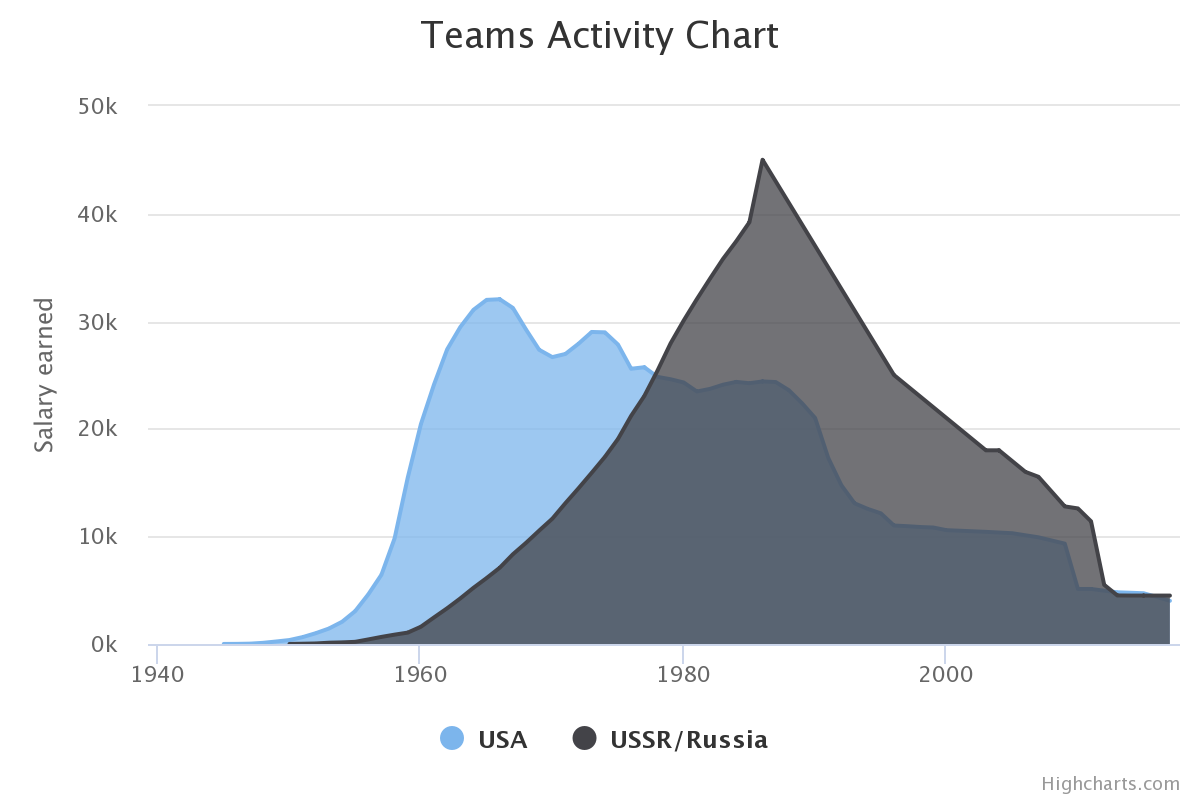 Teams Activity Chart
50k
40k
30k
20k
10k
0k
Salary earned
1940 1960 1980 2000
USA USSR/Russia
Highcharts.com